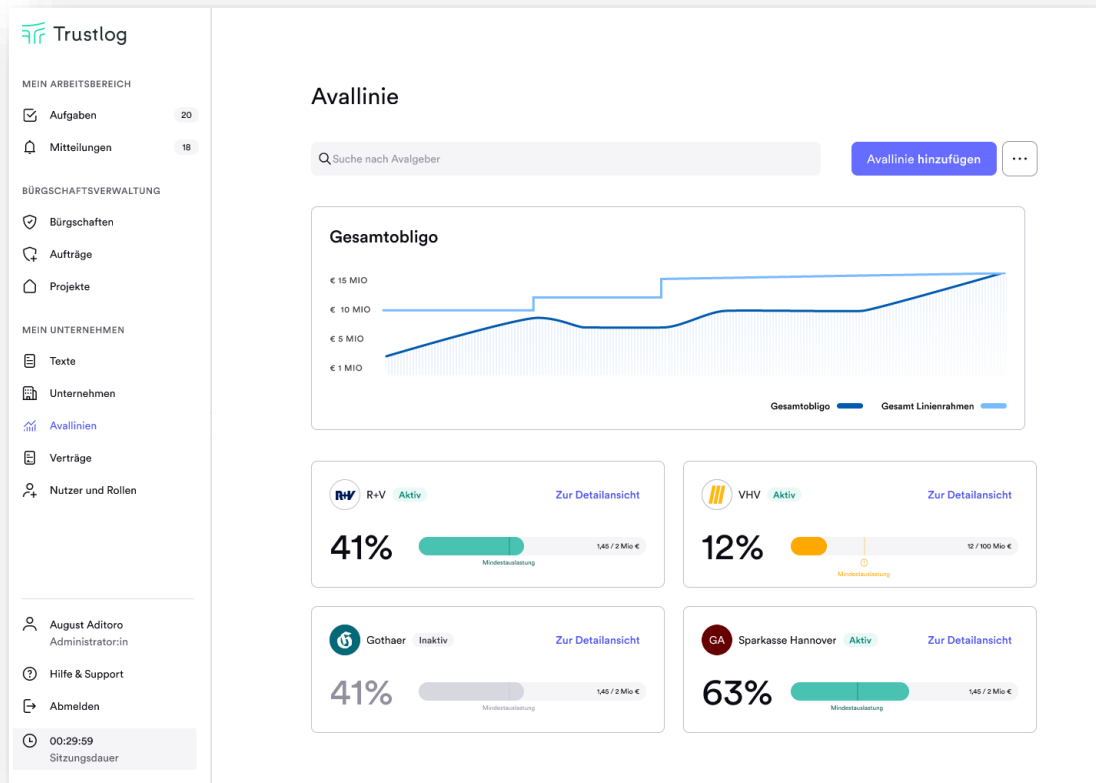 Trustlog
MEIN ARBEITSBEREICH
Aufgaben 20
Mitteilungen 18
BÜRGSCHAFTSVERWALTUNG
Bürgschaften
Aufträge
Projekte
MEIN UNTERNEHMEN
Texte
Unternehmen
Avallinien
Verträge
Nutzer und Rollen
August Aditoro
Administrator:in
Hilfe & Support
Abmelden
00:29:59
Sitzungsdauer
Avallinie
Suche nach Avalgeber
Avallinie hinzufügen
Gesamtobligo
€ 15 MIO
€ 10 MIO
€ 5 MIO
€ 1 MIO
Gesamtobligo Gesamt Linienrahmen
R+V R+V Aktiv Zur Detailansicht
41% 1,45 / 2 Mio €
Mindestauslastung
VHV Aktiv Zur Detailansicht
12% 12 / 100 Mio €
Mindestauslastung
Gothaer Inaktiv Zur Detailansicht
41% 1,45 / 2 Mio €
Mindestauslastung
GA Sparkasse Hannover Aktiv Zur Detailansicht
63% 1,45 / 2 Mio €
Mindestauslastung